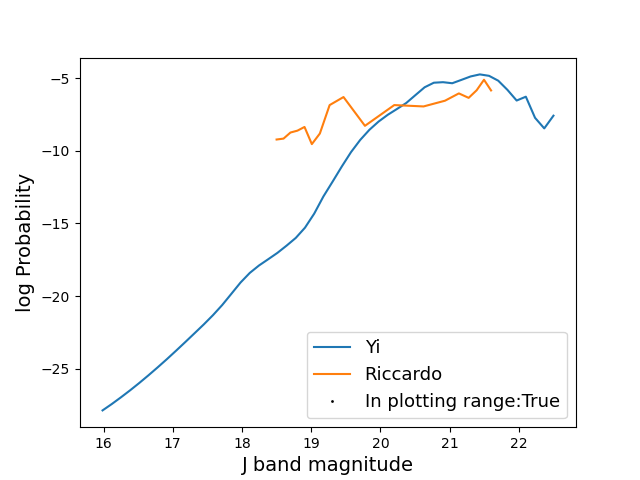 −5
−10
−15
−20
−25
log Probability
16 17 18 19 20 21 22
J band magnitude
Yi
Riccardo
In plotting range:True